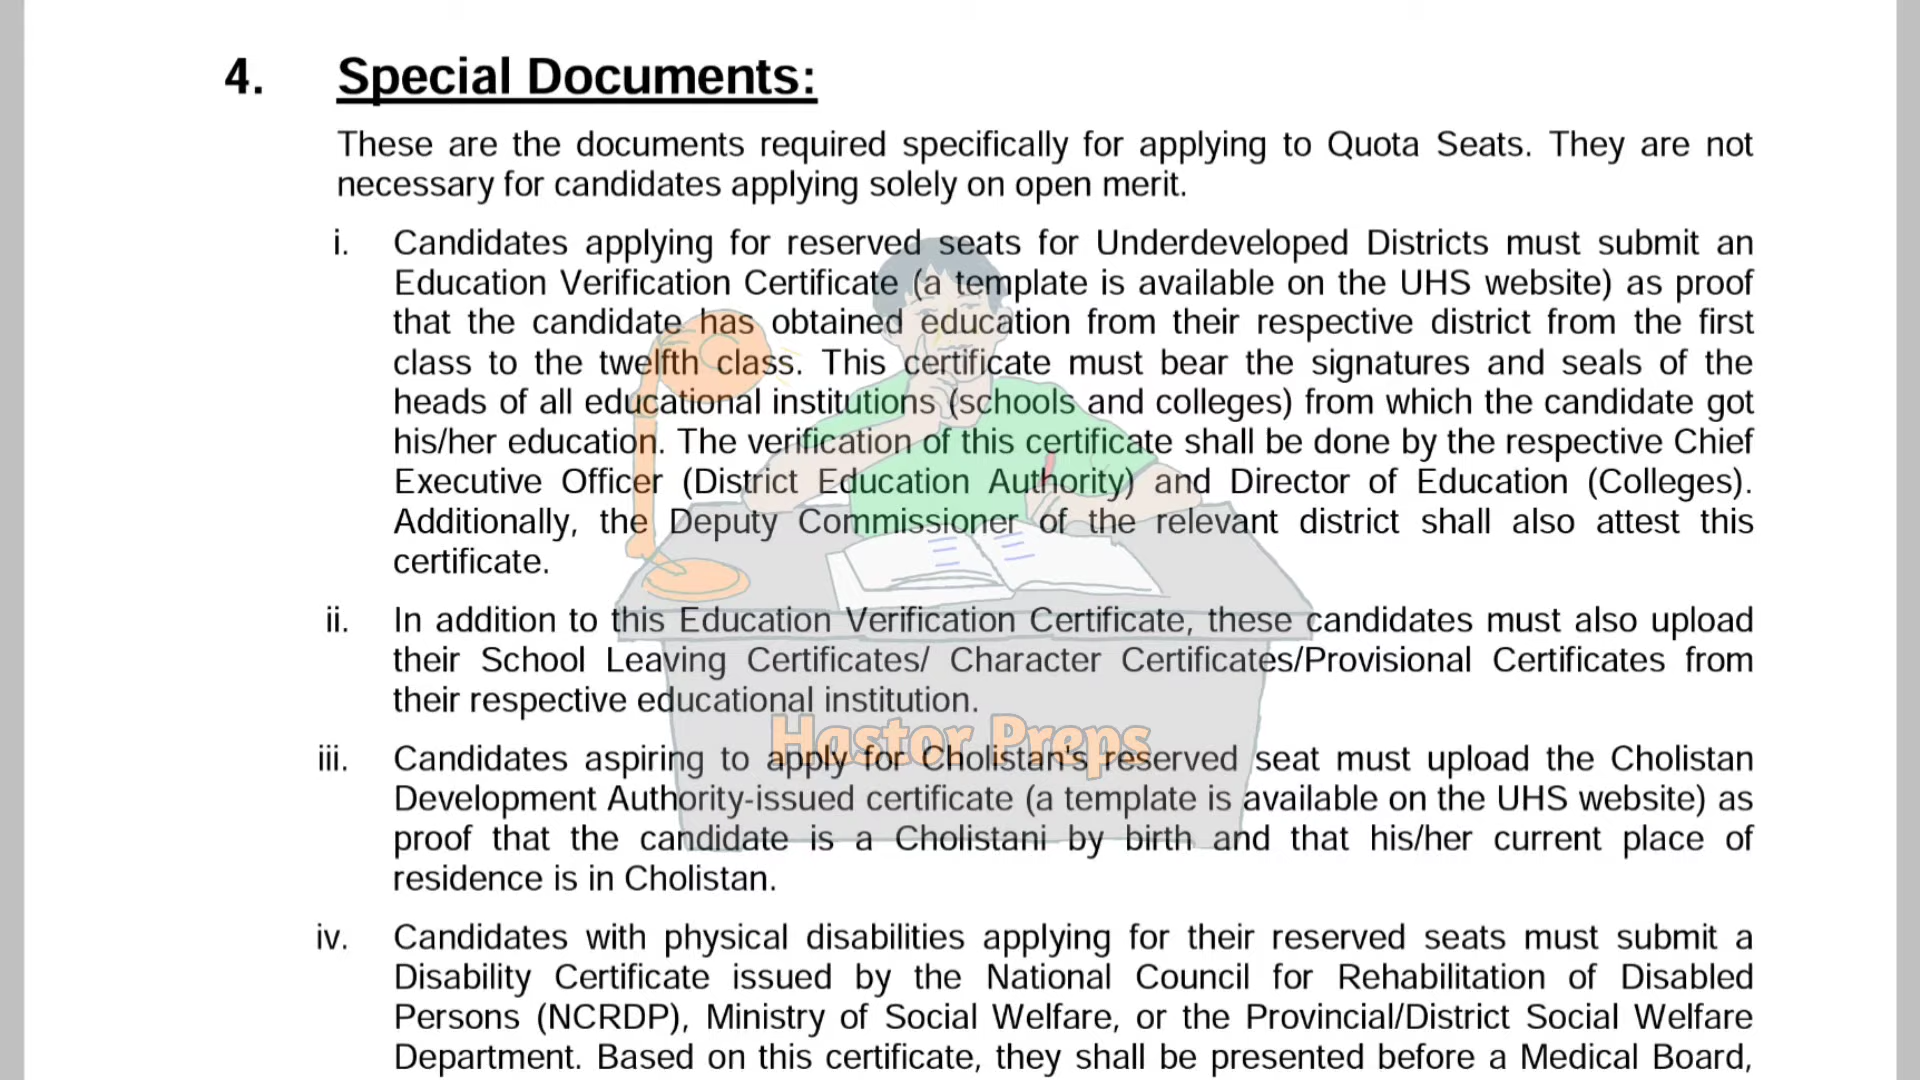 4. Special Documents:
These are the documents required specifically for applying to Quota Seats. They are not
necessary for candidates applying solely on open merit.
i. Candidates applying for reserved seats for Underdeveloped Districts must submit an
Education Verification Certificate (a template is available on the UHS website) as proof
that the candidate has obtained education from their respective district from the first
class to the twelfth class. This certificate must bear the signatures and seals of the
heads of all educational institutions (schools and colleges) from which the candidate got
his/her education. The verification of this certificate shall be done by the respective Chief
Executive Officer (District Education Authority) and Director of Education (Colleges).
Additionally, the Deputy Commissioner of the relevant district shall also attest this
certificate.
ii. In addition to this Education Verification Certificate, these candidates must also upload
their School Leaving Certificates/ Character Certificates/Provisional Certificates from
their respective educational institution.
Hastor Preps
iii. Candidates aspiring to apply for Cholistan's reserved seat must upload the Cholistan
Development Authority-issued certificate (a template is available on the UHS website) as
proof that the candidate is a Cholistani by birth and that his/her current place of
residence is in Cholistan.
iv. Candidates with physical disabilities applying for their reserved seats must submit a
Disability Certificate issued by the National Council for Rehabilitation of Disabled
Persons (NCRDP), Ministry of Social Welfare, or the Provincial/District Social Welfare
Department. Based on this certificate, they shall be presented before a Medical Board,